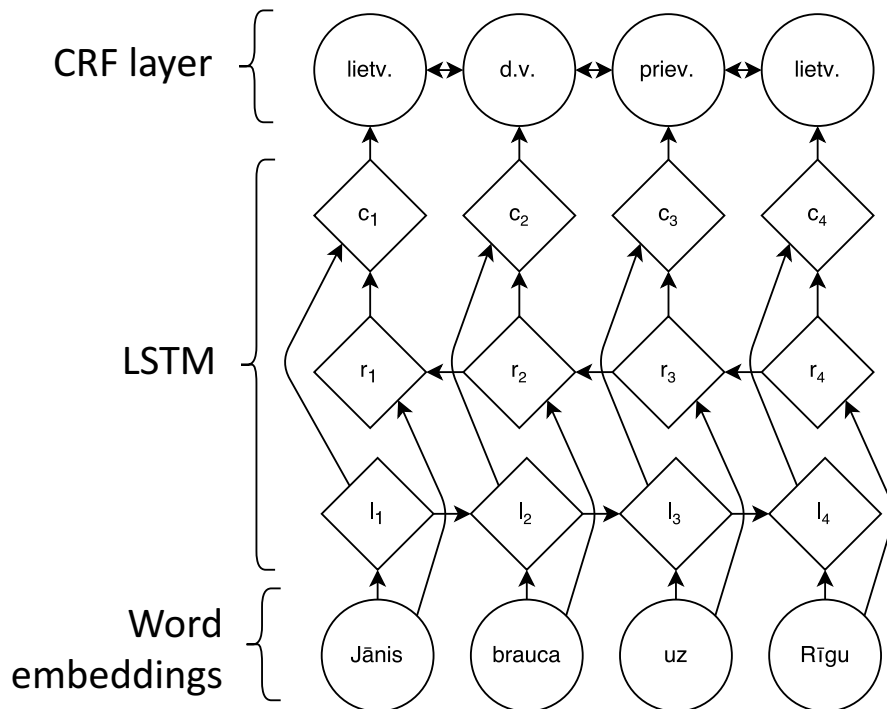 CRF layer
lietv. d.v. priev. lietv.
c₁ c₂ c₃ c₄
LSTM
r₁ r₂ r₃ r₄
l₁ l₂ l₃ l₄
Word
embeddings
Jānis brauca uz Rīgu